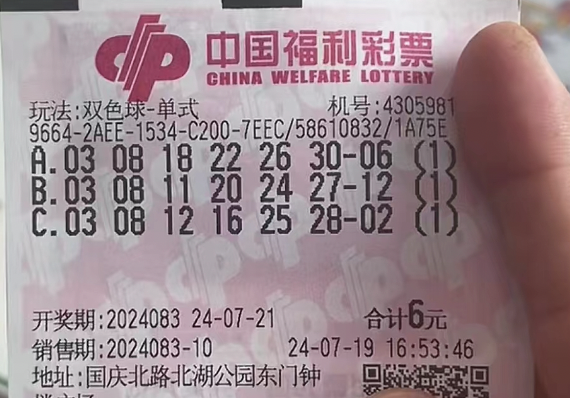 中国福利彩票
CHINA WELFARE LOTTERY
玩法:双色球-单式 机号:4305981
9664-2AEE-1534-C200-7EEC/58610832/1A75E
A.03 08 18 22 26 30-06 (1)
B.03 08 11 20 24 27-12 (1)
C.03 08 12 16 25 28-02 (1)
开奖期:2024083 24-07-21 合计6元
销售期:2024083-10 24-07-19 16:53:46
地址:国庆北路北湖公园东门钟